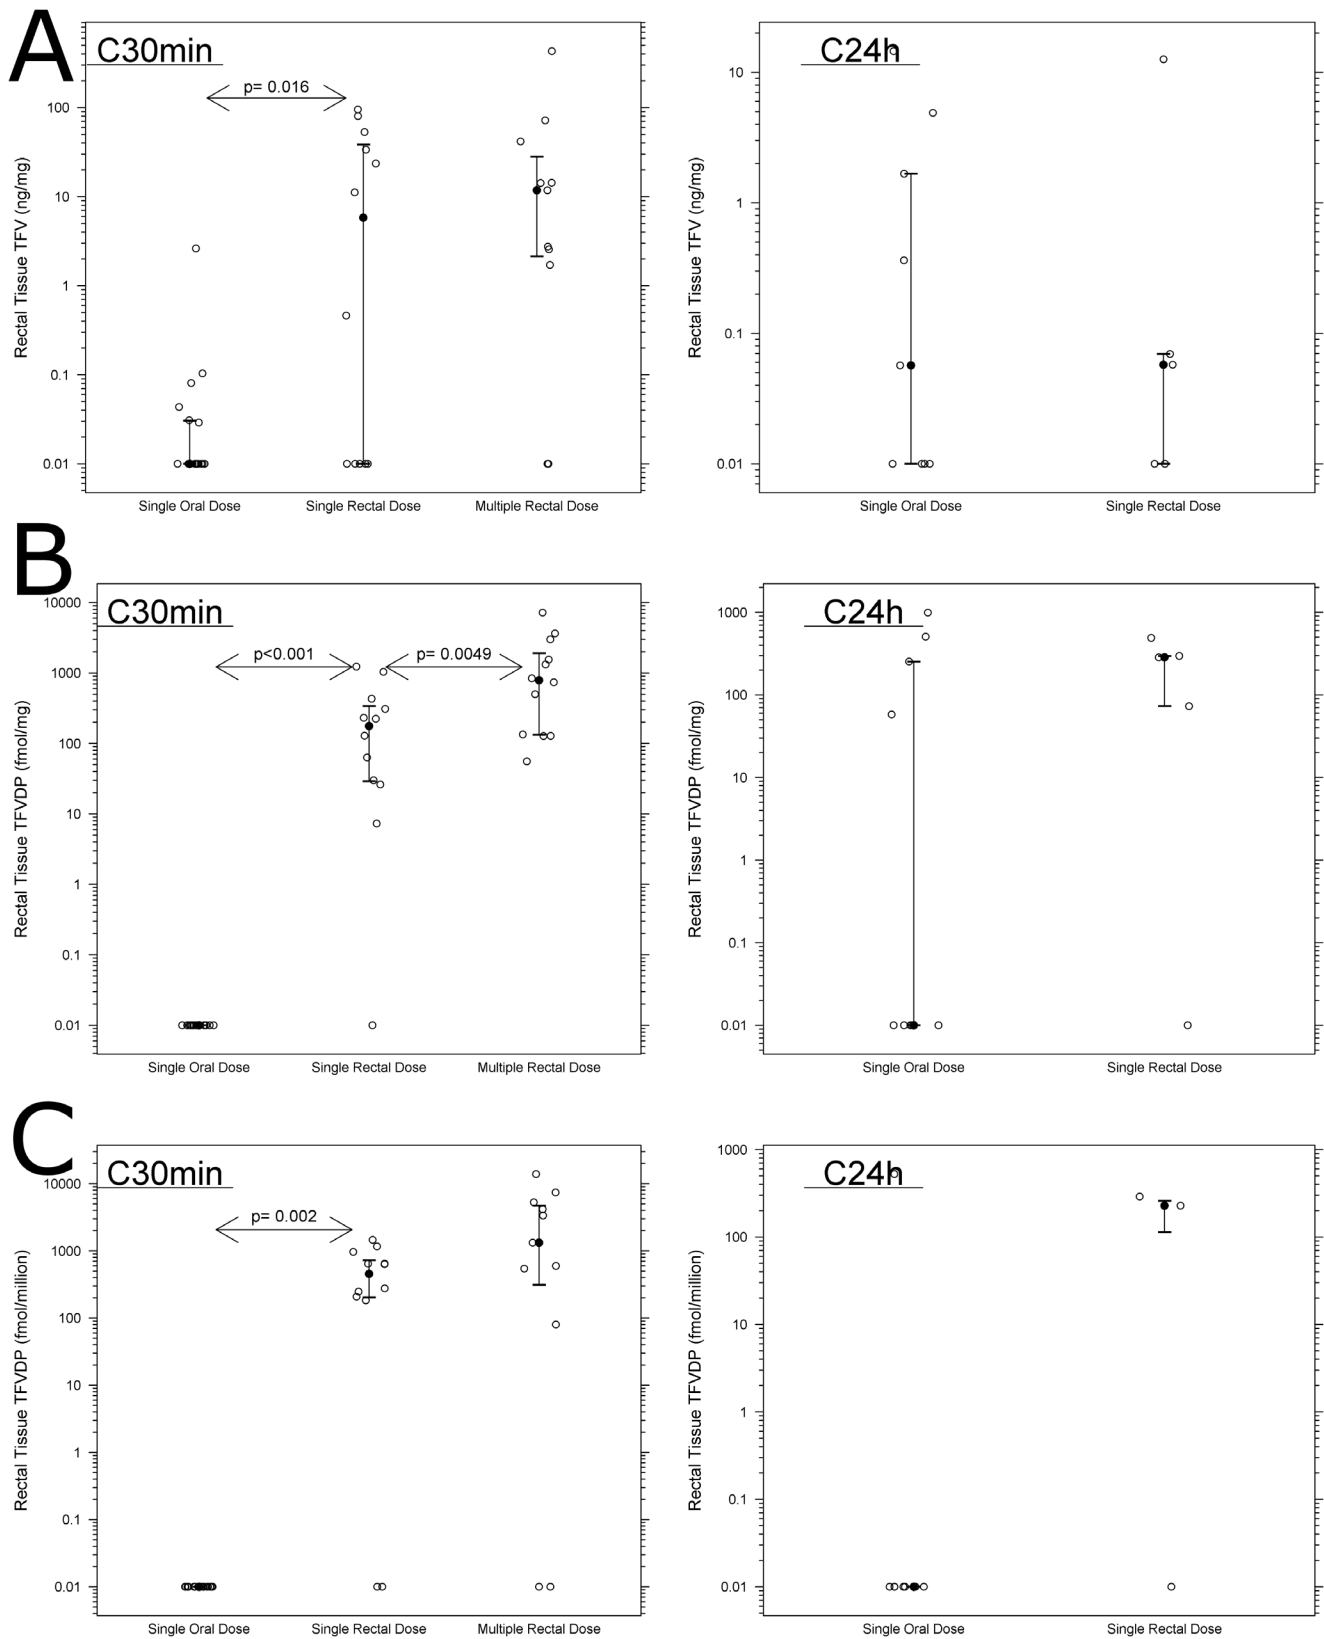 A
C30min
p= 0.016
100
10
1
0.1
0.01
Rectal Tissue TFV (ng/mg)
Single Oral Dose
Single Rectal Dose
Multiple Rectal Dose
C24h
10
1
0.1
0.01
Rectal Tissue TFV (ng/mg)
Single Oral Dose
Single Rectal Dose
B
C30min
p<0.001
p= 0.0049
10000
1000
100
10
1
0.1
0.01
Rectal Tissue TFVDP (fmol/mg)
Single Oral Dose
Single Rectal Dose
Multiple Rectal Dose
C24h
1000
100
10
1
0.1
0.01
Rectal Tissue TFVDP (fmol/mg)
Single Oral Dose
Single Rectal Dose
C
C30min
p= 0.002
10000
1000
100
10
1
0.1
0.01
Rectal Tissue TFVDP (fmol/million)
Single Oral Dose
Single Rectal Dose
Multiple Rectal Dose
C24h
1000
100
10
1
0.1
0.01
Rectal Tissue TFVDP (fmol/million)
Single Oral Dose
Single Rectal Dose